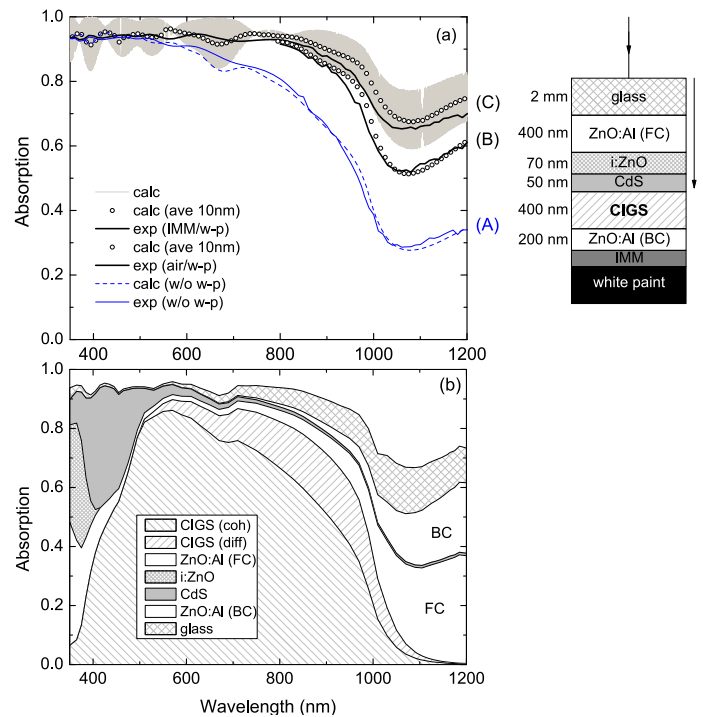 1.0
0.8
0.6
0.4
0.2
0.0
Absorption
(a)
(C)
(B)
(A)
calc
calc (ave 10nm)
exp (IMM/w-p)
calc (ave 10nm)
exp (air/w-p)
calc (w/o w-p)
exp (w/o w-p)
400 600 800 1000 1200
2 mm glass
400 nm ZnO:Al (FC)
70 nm i:ZnO
50 nm CdS
400 nm CIGS
200 nm ZnO:Al (BC)
IMM
white paint
1.0
0.8
0.6
0.4
0.2
0.0
Absorption
(b)
CIGS (coh)
CIGS (diff)
ZnO:Al (FC)
i:ZnO
CdS
ZnO:Al (BC)
glass
BC
FC
400 600 800 1000 1200
Wavelength (nm)